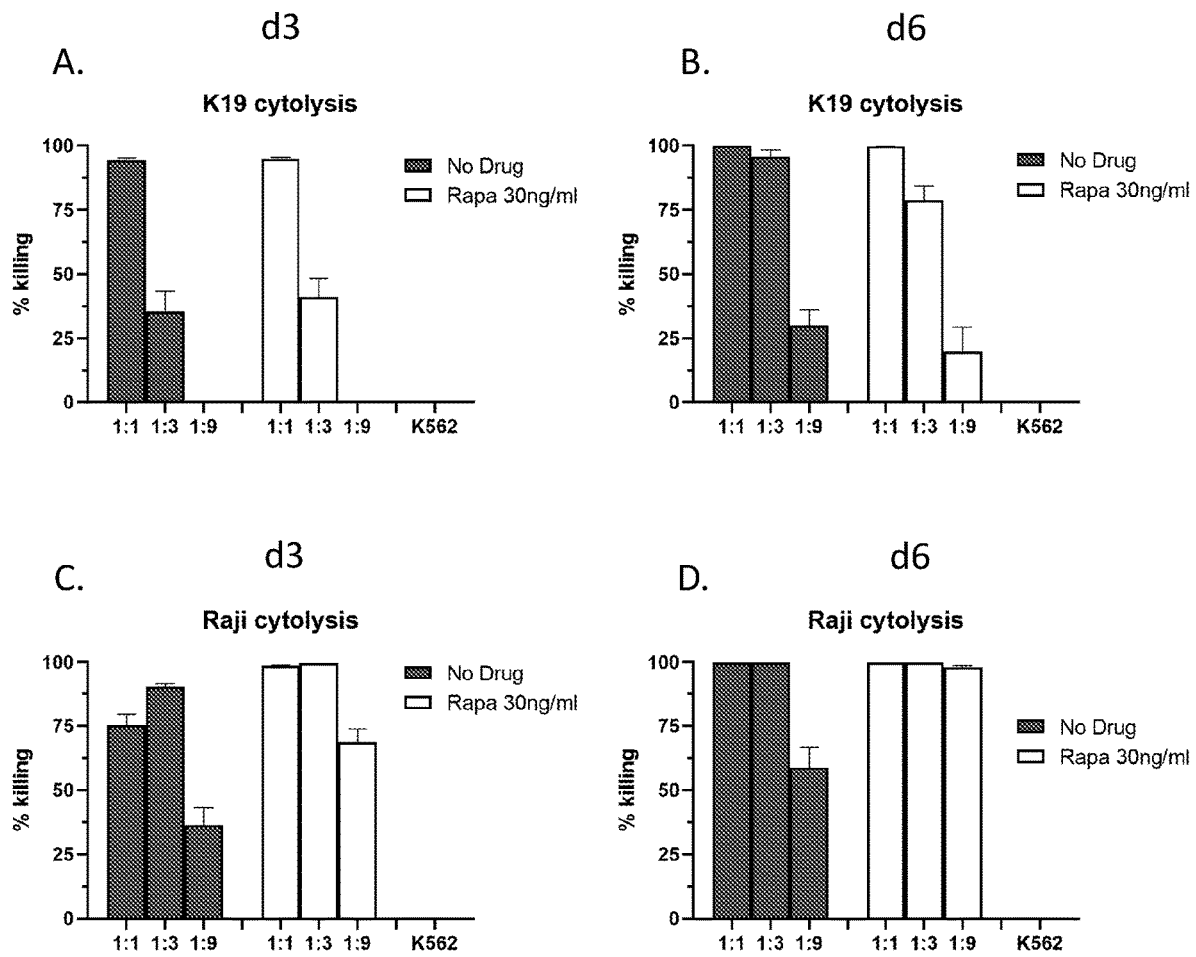 d3
A.
K19 cytolysis
% killing
100
75
50
25
0
1:1 1:3 1:9 1:1 1:3 1:9 K562
No Drug
Rapa 30ng/ml
d6
B.
K19 cytolysis
% killing
100
75
50
25
0
1:1 1:3 1:9 1:1 1:3 1:9 K562
No Drug
Rapa 30ng/ml
d3
C.
Raji cytolysis
% killing
100
75
50
25
0
1:1 1:3 1:9 1:1 1:3 1:9 K562
No Drug
Rapa 30ng/ml
d6
D.
Raji cytolysis
% killing
100
75
50
25
0
1:1 1:3 1:9 1:1 1:3 1:9 K562
No Drug
Rapa 30ng/ml